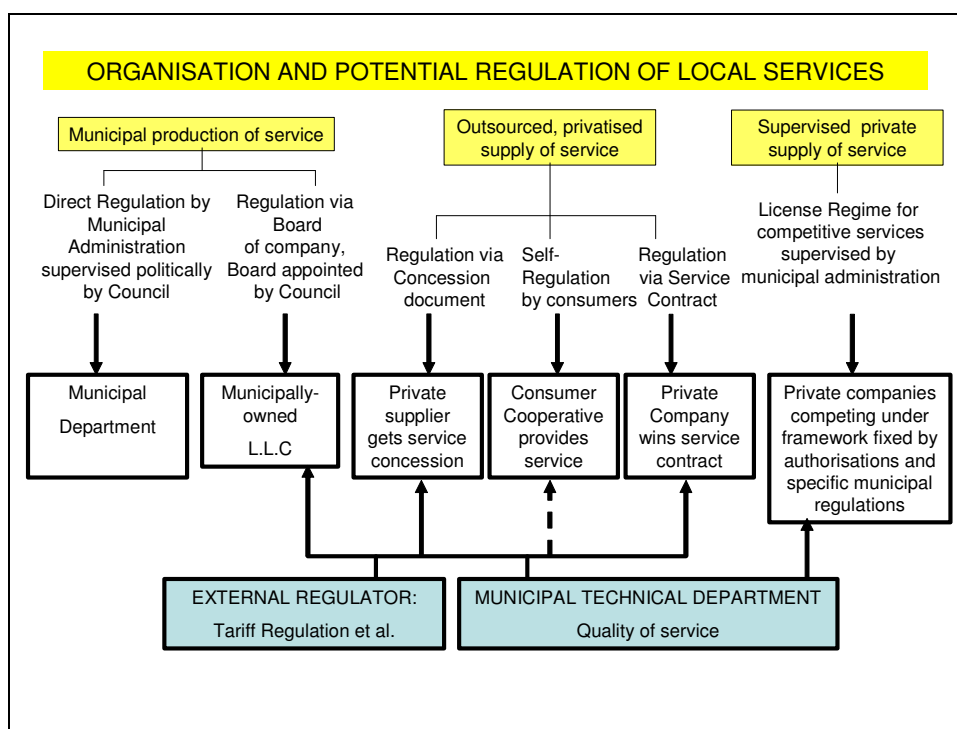 ORGANISATION AND POTENTIAL REGULATION OF LOCAL SERVICES
Municipal production of service
Outsourced, privatised
supply of service
Supervised private
supply of service
Direct Regulation by
Municipal
Administration
supervised politically
by Council
Regulation via
Board
of company,
Board appointed
by Council
Regulation via
Concession
document
Self-
Regulation
by consumers
Regulation
via Service
Contract
License Regime for
competitive services
supervised by
municipal administration
Municipal
Department
Municipally-
owned
L.L.C
Private
supplier
gets service
concession
Consumer
Cooperative
provides
service
Private
Company
wins service
contract
Private companies
competing under
framework fixed by
authorisations and
specific municipal
regulations
EXTERNAL REGULATOR:
Tariff Regulation et al.
MUNICIPAL TECHNICAL DEPARTMENT
Quality of service